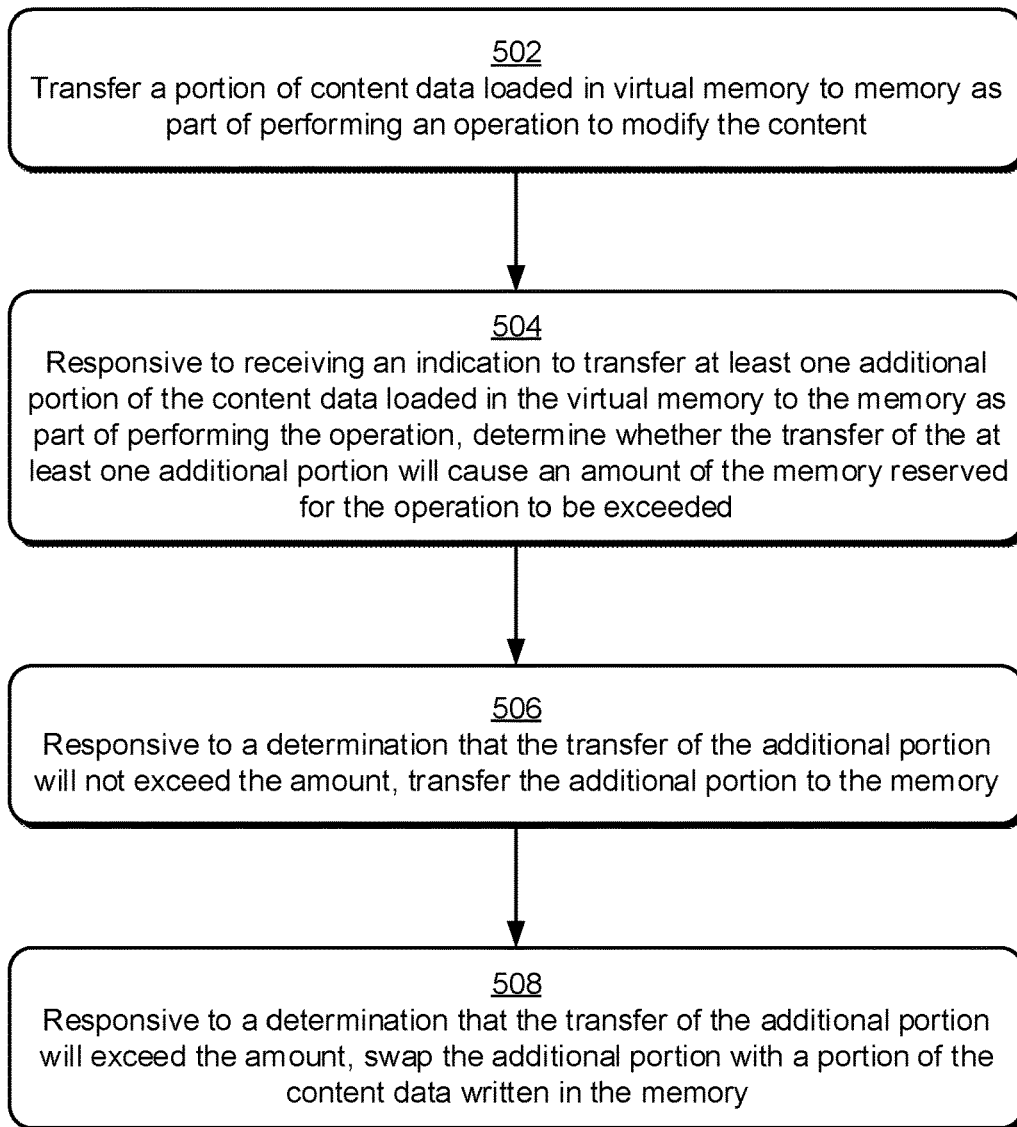 502
Transfer a portion of content data loaded in virtual memory to memory as
part of performing an operation to modify the content
504
Responsive to receiving an indication to transfer at least one additional
portion of the content data loaded in the virtual memory to the memory as
part of performing the operation, determine whether the transfer of the at
least one additional portion will cause an amount of the memory reserved
for the operation to be exceeded
506
Responsive to a determination that the transfer of the additional portion
will not exceed the amount, transfer the additional portion to the memory
508
Responsive to a determination that the transfer of the additional portion
will exceed the amount, swap the additional portion with a portion of the
content data written in the memory